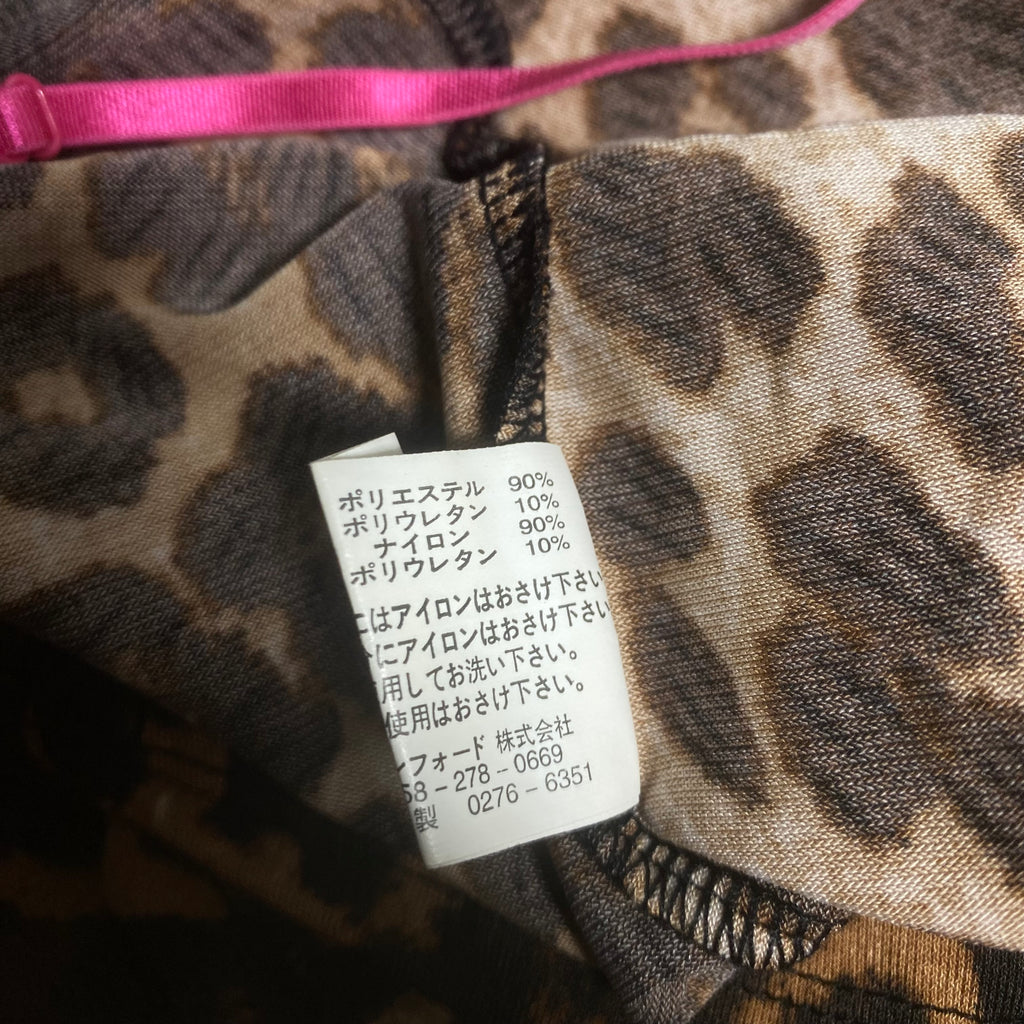 ポリエステル 90%
ポリウレタン 10%
ナイロン 90%
ポリウレタン 10%
はアイロンはおさけ下さい
にアイロンはおさけ下さい
用してお洗い下さい。
使用はおさけ下さい。
フォード 株式会社
58-278-0669
製 0276-6351